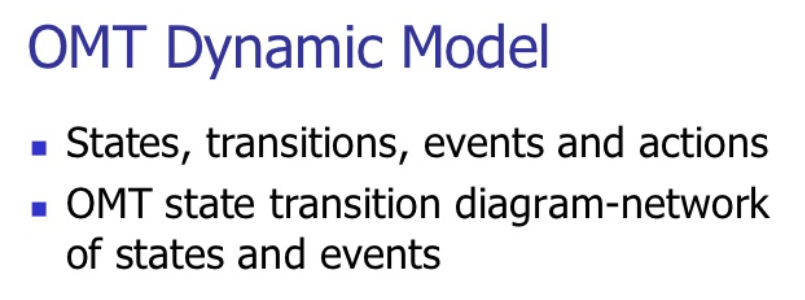 OMT Dynamic Model
States, transitions, events and actions
OMT state transition diagram-network
of states and events